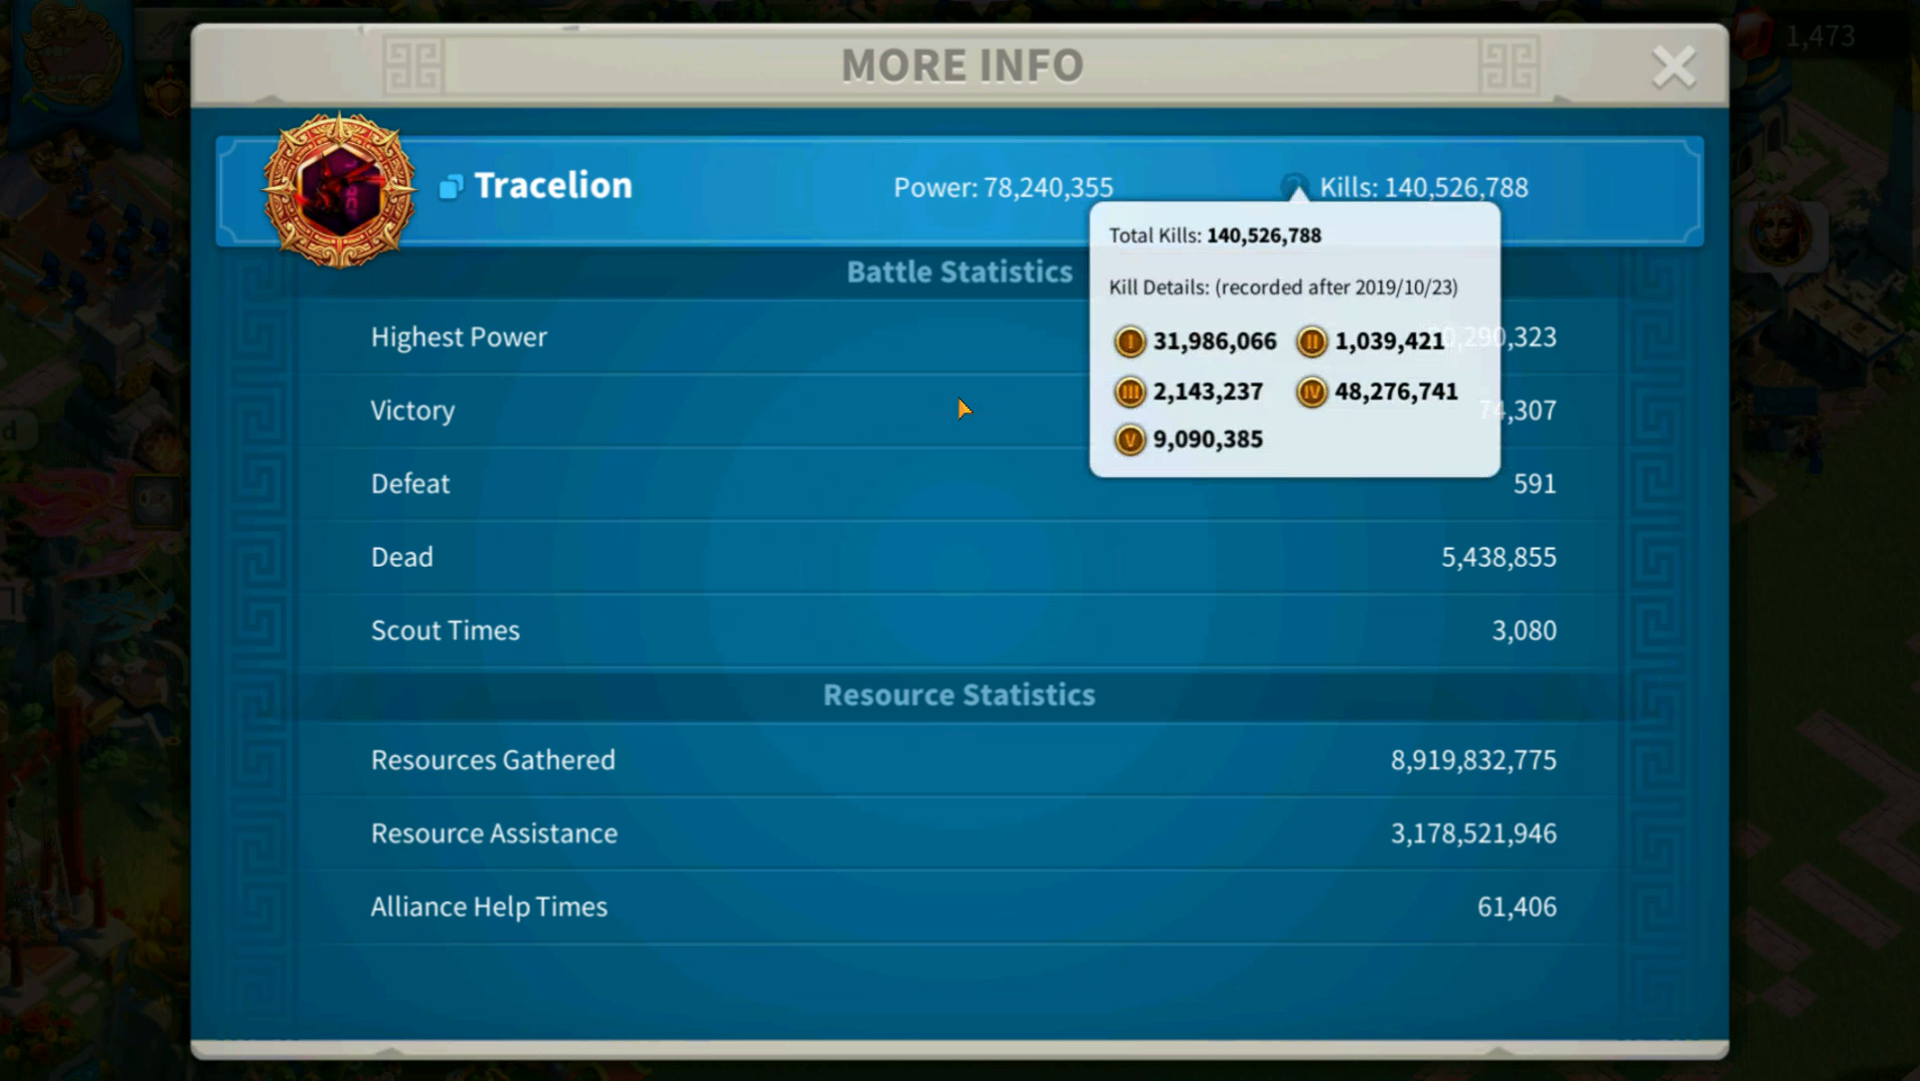 1,473
MORE INFO
Tracelion
Power: 78,240,355
Kills: 140,526,788
Total Kills: 140,526,788
Kill Details: (recorded after 2019/10/23)
I 31,986,066 II 1,039,421
III 2,143,237 IV 48,276,741
V 9,090,385
Battle Statistics
Highest Power 0,290,323
Victory 74,307
Defeat 591
Dead 5,438,855
Scout Times 3,080
Resource Statistics
Resources Gathered 8,919,832,775
Resource Assistance 3,178,521,946
Alliance Help Times 61,406
d